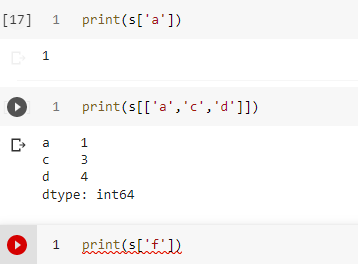 [17] 1 print(s['a'])
1
1 print(s[['a','c','d']])
a 1
c 3
d 4
dtype: int64
1 print(s['f'])